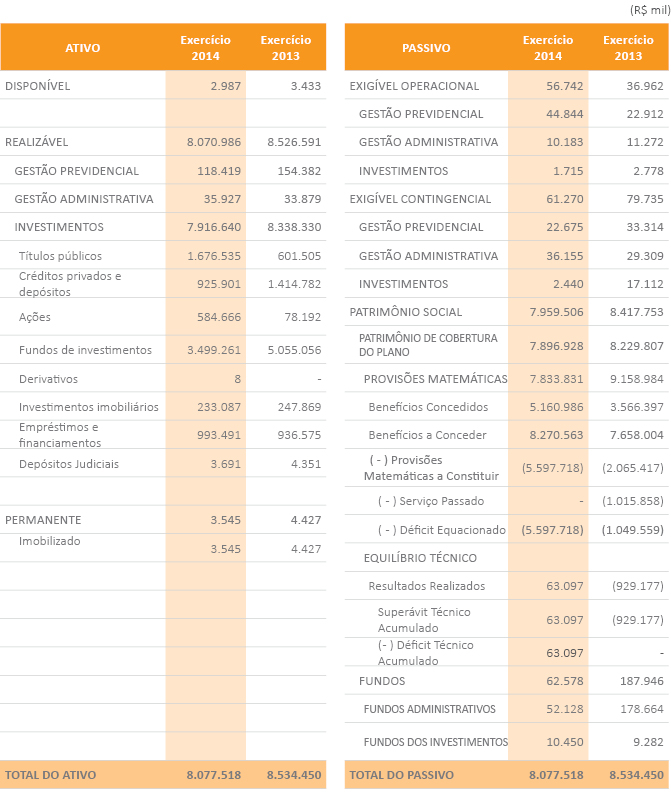 (R$ mil)
ATIVO Exercício 2014 Exercício 2013
DISPONÍVEL 2.987 3.433
REALIZÁVEL 8.070.986 8.526.591
GESTÃO PREVIDENCIAL 118.419 154.382
GESTÃO ADMINISTRATIVA 35.927 33.879
INVESTIMENTOS 7.916.640 8.338.330
Títulos públicos 1.676.535 601.505
Créditos privados e
depósitos 925.901 1.414.782
Ações 584.666 78.192
Fundos de investimentos 3.499.261 5.055.056
Derivativos 8 -
Investimentos imobiliários 233.087 247.869
Empréstimos e
financiamentos 993.491 936.575
Depósitos Judiciais 3.691 4.351
PERMANENTE 3.545 4.427
Imobilizado 3.545 4.427
TOTAL DO ATIVO 8.077.518 8.534.450
PASSIVO Exercício 2014 Exercício 2013
EXIGÍVEL OPERACIONAL 56.742 36.962
GESTÃO PREVIDENCIAL 44.844 22.912
GESTÃO ADMINISTRATIVA 10.183 11.272
INVESTIMENTOS 1.715 2.778
EXIGÍVEL CONTINGENCIAL 61.270 79.735
GESTÃO PREVIDENCIAL 22.675 33.314
GESTÃO ADMINISTRATIVA 36.155 29.309
INVESTIMENTOS 2.440 17.112
PATRIMÔNIO SOCIAL 7.959.506 8.417.753
PATRIMÔNIO DE COBERTURA
DO PLANO 7.896.928 8.229.807
PROVISÕES MATEMÁTICAS 7.833.831 9.158.984
Benefícios Concedidos 5.160.986 3.566.397
Benefícios a Conceder 8.270.563 7.658.004
( - ) Provisões
Matemáticas a Constituir (5.597.718) (2.065.417)
( - ) Serviço Passado - (1.015.858)
( - ) Déficit Equacionado (5.597.718) (1.049.559)
EQUILÍBRIO TÉCNICO
Resultados Realizados 63.097 (929.177)
Superávit Técnico
Acumulado 63.097 (929.177)
(- ) Déficit Técnico
Acumulado 63.097 -
FUNDOS 62.578 187.946
FUNDOS ADMINISTRATIVOS 52.128 178.664
FUNDOS DOS INVESTIMENTOS 10.450 9.282
TOTAL DO PASSIVO 8.077.518 8.534.450